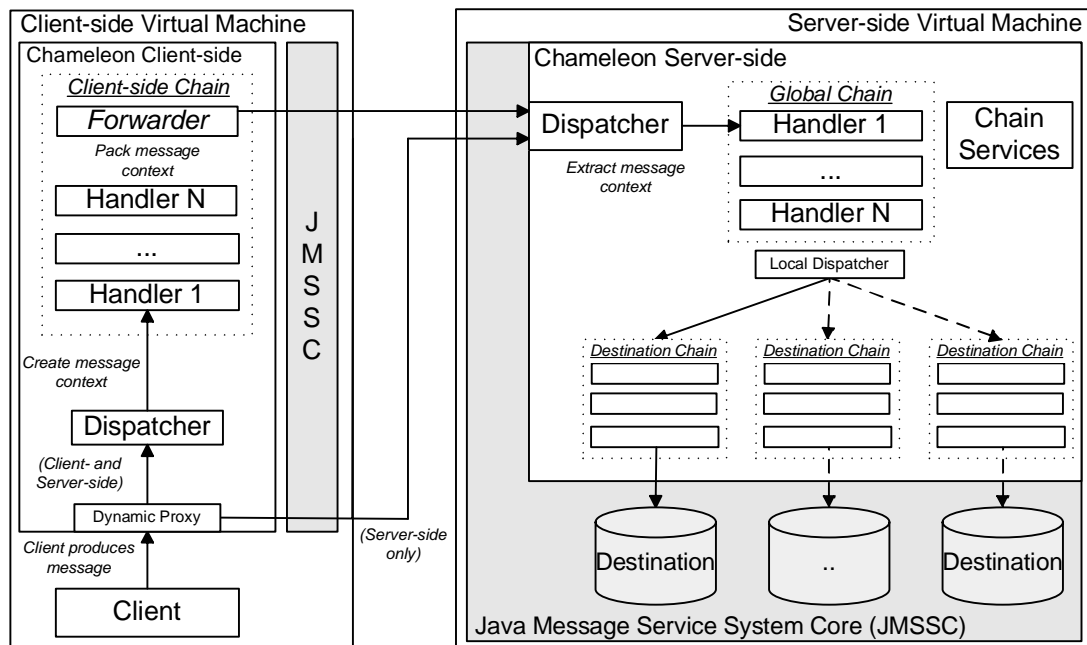 Client-side Virtual Machine
Chameleon Client-side
Client-side Chain
Forwarder
Pack message
context
Handler N
...
Handler 1
Create message
context
Dispatcher
(Client- and
Server-side)
Dynamic Proxy
Client produces
message
Client
J
M
S
S
C
(Server-side
only)
Server-side Virtual Machine
Chameleon Server-side
Dispatcher
Extract message
context
Global Chain
Handler 1
...
Handler N
Chain
Services
Local Dispatcher
Destination Chain
Destination Chain
Destination Chain
Destination
..
Destination
Java Message Service System Core (JMSSC)